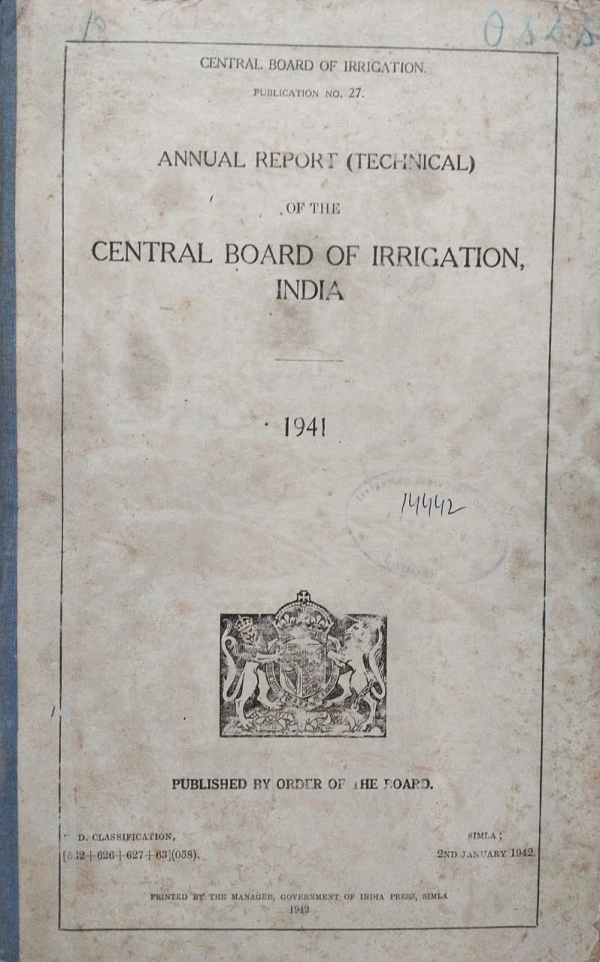 CENTRAL BOARD OF IRRIGATION.
PUBLICATION NO. 27.
ANNUAL REPORT (TECHNICAL)
OF THE
CENTRAL BOARD OF IRRIGATION,
INDIA
1941
14442
PUBLISHED BY ORDER OF THE BOARD.
D. CLASSIFICATION,
SIMLA;
2ND JANUARY 1942.
PRINTED BY THE MANAGER, GOVERNMENT OF INDIA PRESS, SIMLA